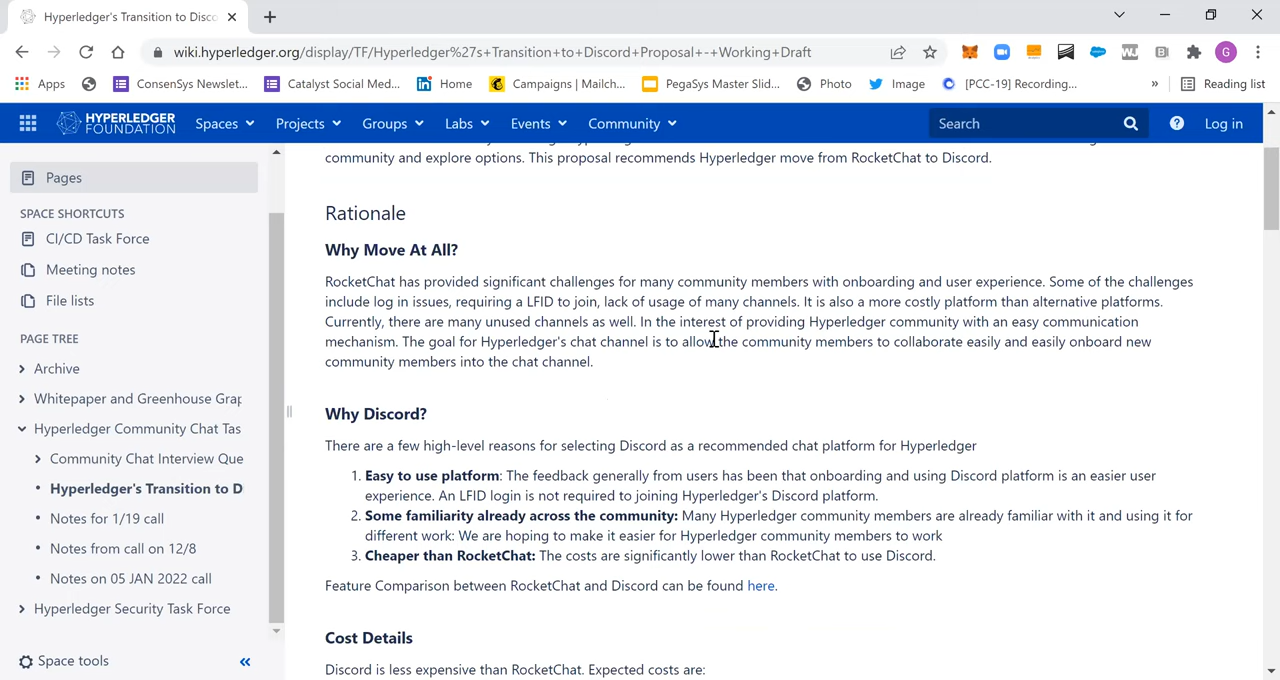 Hyperledger's Transition to Disco
wiki.hyperledger.org/display/TF/Hyperledger%27s+Transition+to+Discord+Proposal+-+Working+Draft
G
Apps
ConsenSys Newslet...
Catalyst Social Med...
Home
Campaigns | Mailch...
PegaSys Master Slid...
Photo
Image
[PCC-19] Recording...
»
Reading list
HYPERLEDGER
FOUNDATION
Spaces
Projects
Groups
Labs
Events
Community
Search
Log in
Pages
SPACE SHORTCUTS
CI/CD Task Force
Meeting notes
File lists
PAGE TREE
Archive
Whitepaper and Greenhouse Grap
Hyperledger Community Chat Tas
Community Chat Interview Que
Hyperledger's Transition to D
Notes for 1/19 call
Notes from call on 12/8
Notes on 05 JAN 2022 call
Hyperledger Security Task Force
Space tools
community and explore options. This proposal recommends Hyperledger move from RocketChat to Discord.
Rationale
Why Move At All?
RocketChat has provided significant challenges for many community members with onboarding and user experience. Some of the challenges
include log in issues, requiring a LFID to join, lack of usage of many channels. It is also a more costly platform than alternative platforms.
Currently, there are many unused channels as well. In the interest of providing Hyperledger community with an easy communication
mechanism. The goal for Hyperledger's chat channel is to allow the community members to collaborate easily and easily onboard new
community members into the chat channel.
Why Discord?
There are a few high-level reasons for selecting Discord as a recommended chat platform for Hyperledger
1. Easy to use platform: The feedback generally from users has been that onboarding and using Discord platform is an easier user
experience. An LFID login is not required to joining Hyperledger's Discord platform.
2. Some familiarity already across the community: Many Hyperledger community members are already familiar with it and using it for
different work: We are hoping to make it easier for Hyperledger community members to work
3. Cheaper than RocketChat: The costs are significantly lower than RocketChat to use Discord.
Feature Comparison between RocketChat and Discord can be found here.
Cost Details
Discord is less expensive than RocketChat. Expected costs are: